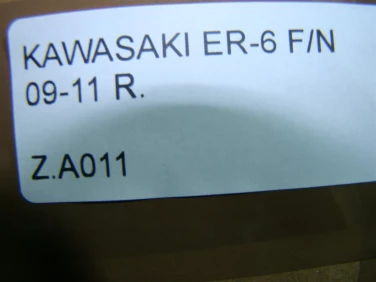 KAWASAKI ER-6 F/N
09-11 R.
Z.A011